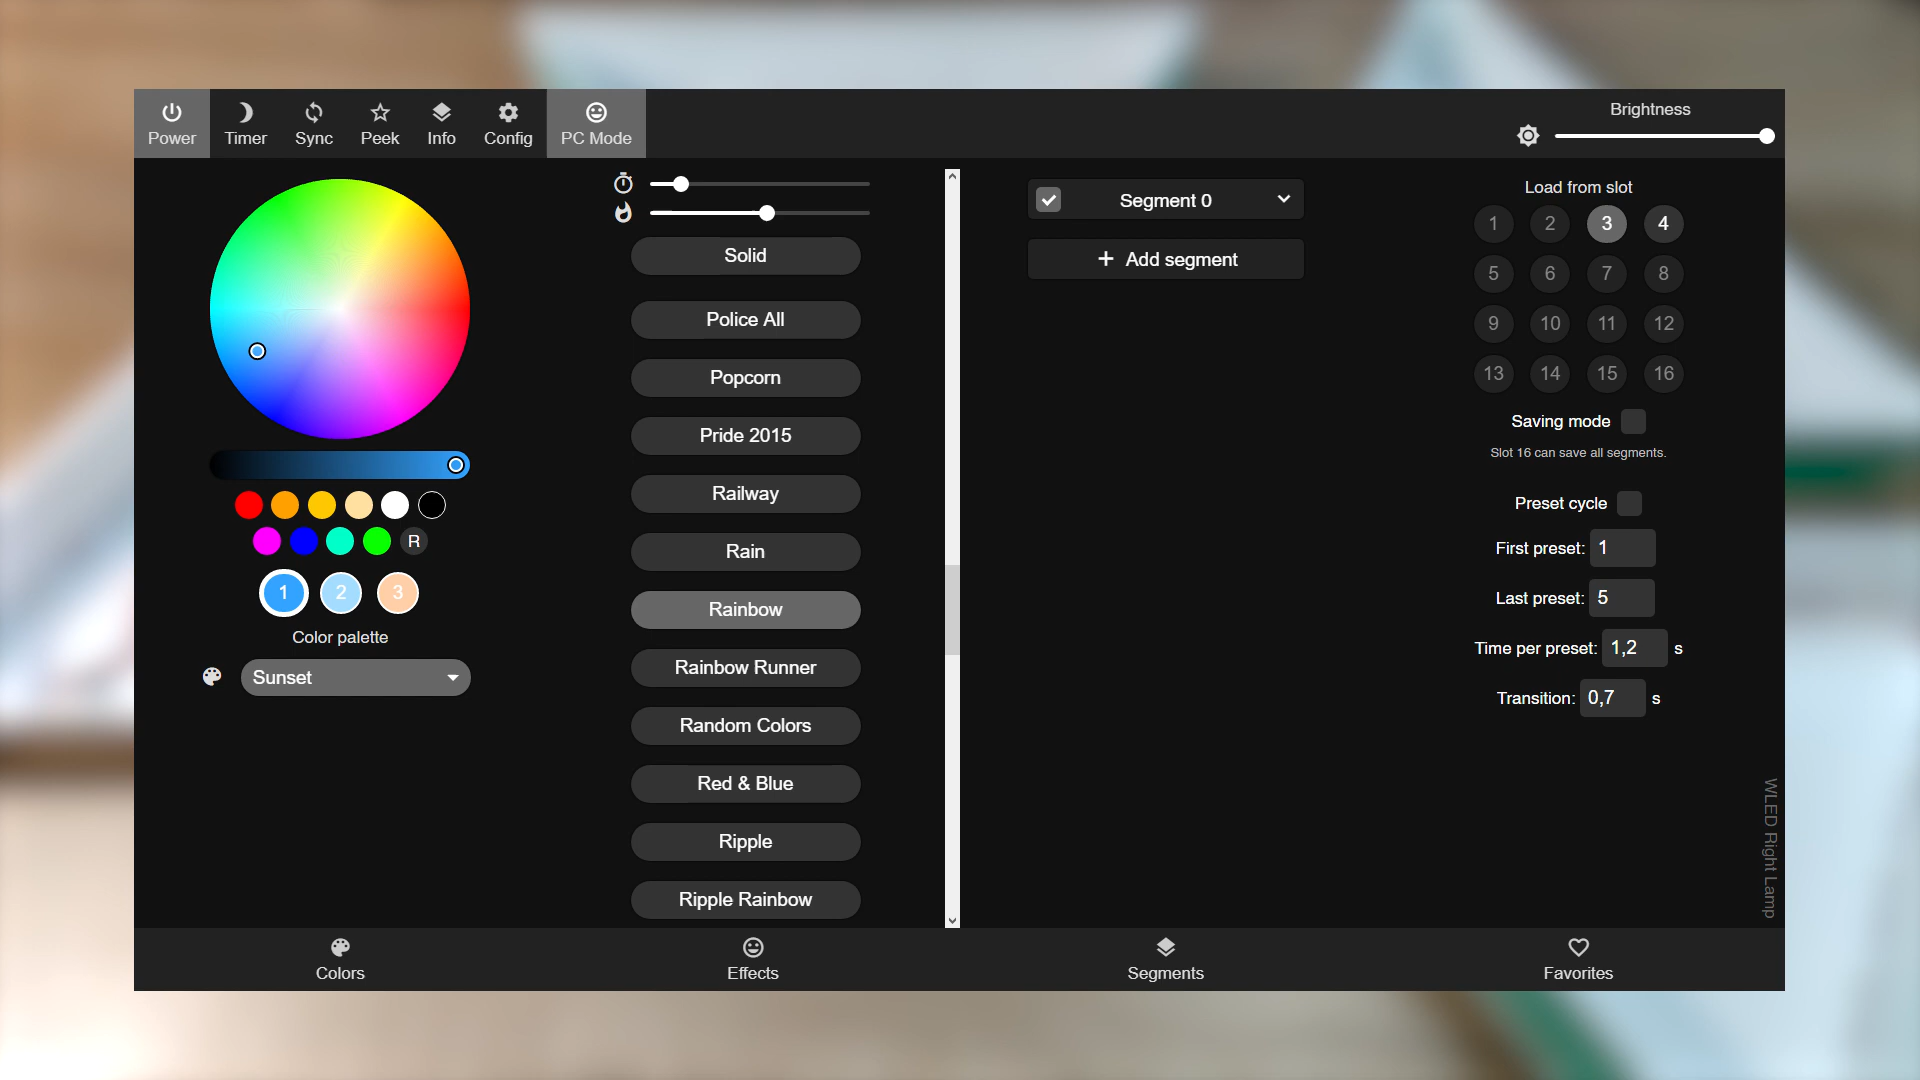 Power
Timer
Sync
Peek
Info
Config
PC Mode
Brightness
R
1 2 3
Color palette
Sunset
Solid
Police All
Popcorn
Pride 2015
Railway
Rain
Rainbow
Rainbow Runner
Random Colors
Red & Blue
Ripple
Ripple Rainbow
Segment 0
+ Add segment
Load from slot
1 2 3 4
5 6 7 8
9 10 11 12
13 14 15 16
Saving mode
Slot 16 can save all segments.
Preset cycle
First preset: 1
Last preset: 5
Time per preset: 1,2 s
Transition: 0,7 s
WLED Right Lamp
Colors
Effects
Segments
Favorites